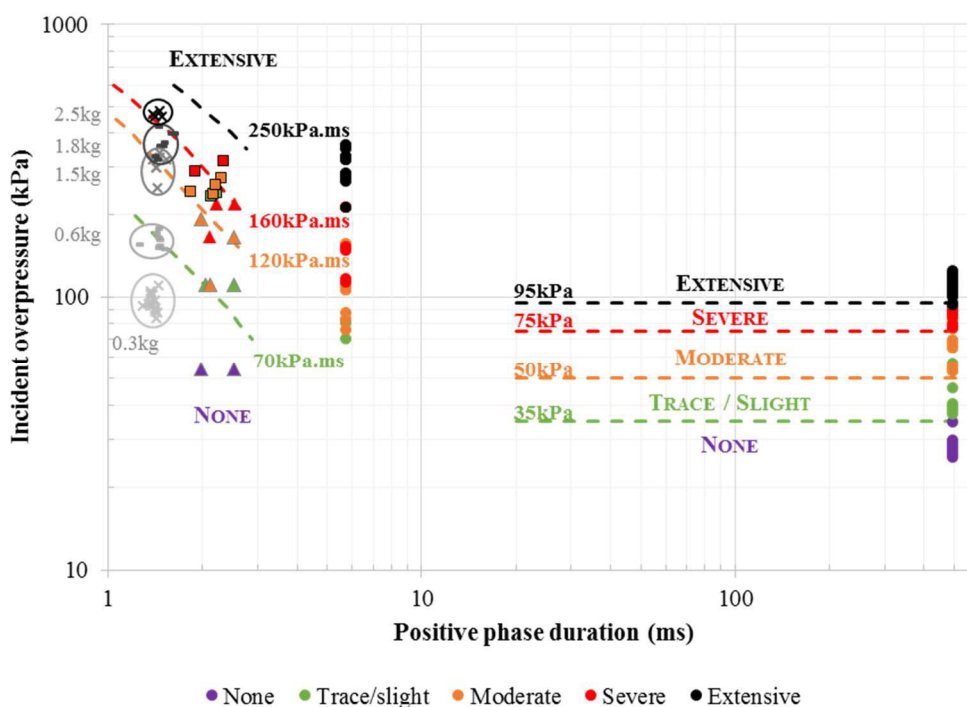 1000
EXTENSIVE
2.5kg
250kPa.ms
1.8kg
1.5kg
160kPa.ms
0.6kg
120kPa.ms
100
95kPa
EXTENSIVE
75kPa
SEVERE
0.3kg
70kPa.ms
50kPa
MODERATE
NONE
35kPa
TRACE / SLIGHT
NONE
10
1
10
100
Incident overpressure (kPa)
Positive phase duration (ms)
None
Trace/slight
Moderate
Severe
Extensive